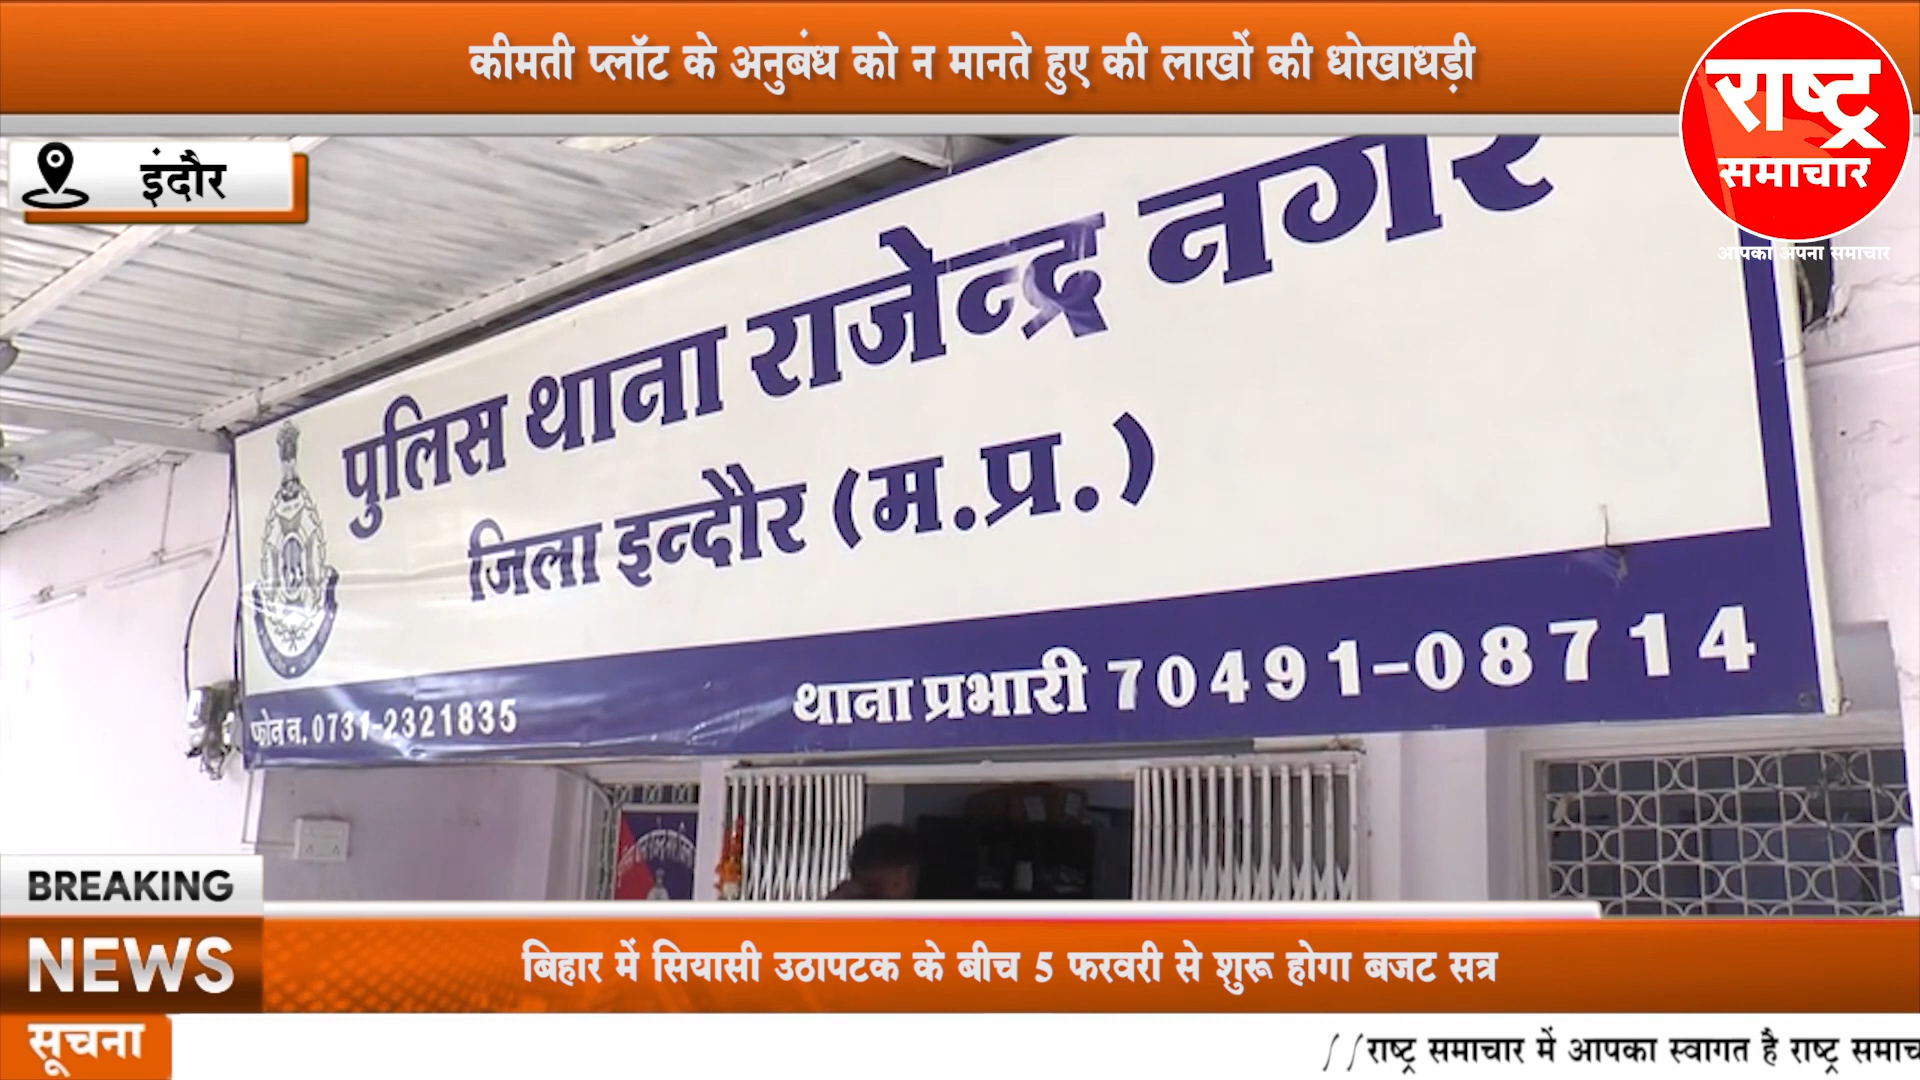 कीमती प्लॉट के अनुबंध को न मानते हुए की लाखों की धोखाधड़ी
राष्ट्र
समाचार
आपका अपना समाचार
इंदौर
पुलिस थाना राजेन्द्र नगर
जिला इन्दौर (म.प्र.)
फोन न. 0731-2321835
थाना प्रभारी 70491-08714
BREAKING
NEWS
बिहार में सियासी उठापटक के बीच 5 फरवरी से शुरू होगा बजट सत्र
सूचना
//राष्ट्र समाचार में आपका स्वागत है राष्ट्र समाच